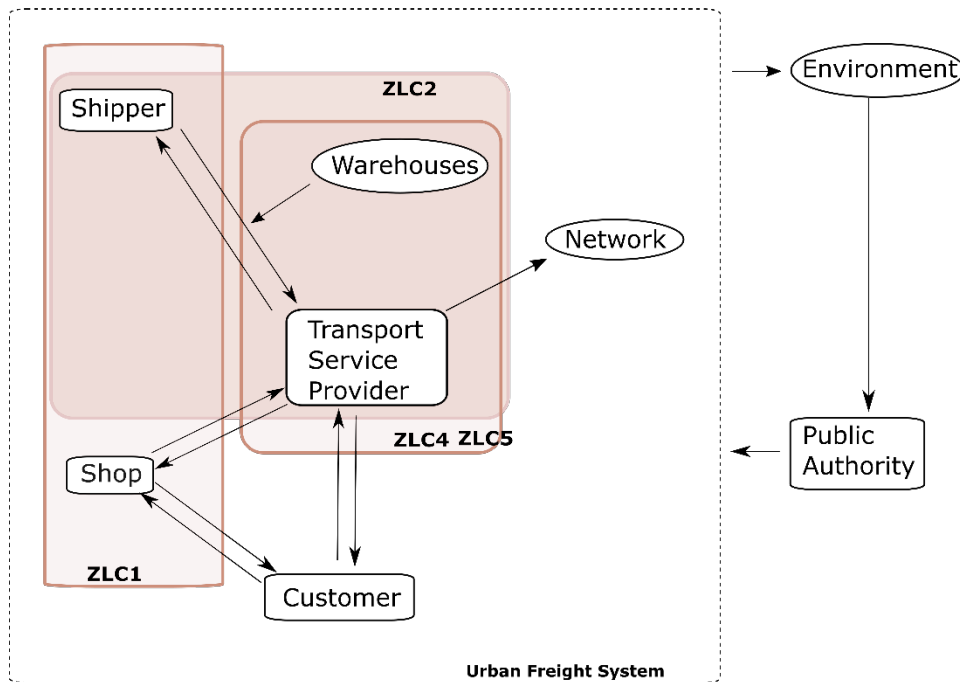 Environment
ZLC2
Shipper
Warehouses
Network
Transport
Service
Provider
ZLC4 ZLC5
Public
Authority
Shop
ZLC1
Customer
Urban Freight System